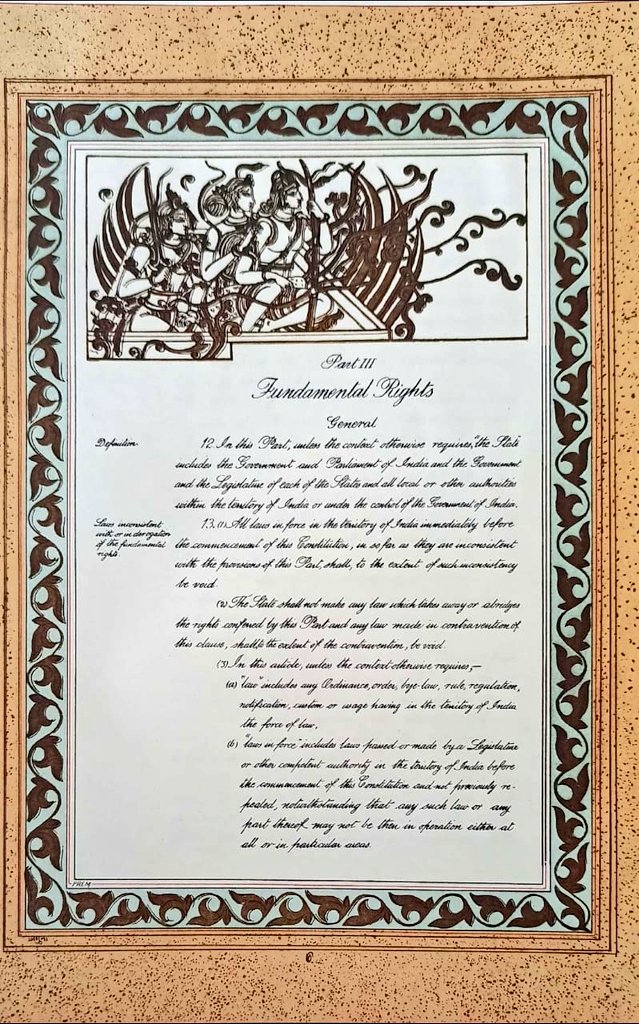 Part III
Fundamental Rights
General
Definition.
12. In this Part, unless the context otherwise requires, "the State
includes the Government and Parliament of India and the Government
and the Legislature of each of the States and all local or other authorities
within the territory of India or under the control of the Government of India.
Laws inconsistent
with or in derogation
of the fundamental
rights.
13. (1) All laws in force in the territory of India immediately before
the commencement of this Constitution, in so far as they are inconsistent
with the provisions of this Part, shall, to the extent of such inconsistency
be void.
(2) The State shall not make any law which takes away or abridges
the rights conferred by this Part and any law made in contravention of
this clause, shall, to the extent of the contravention, be void.
(3) In this article, unless the context otherwise requires,—
(a) "law" includes any Ordinance, order, bye-law, rule, regulation,
notification, custom or usage having in the territory of India
the force of law,
(b) "laws in force" includes laws passed or made by a Legislature
or other competent authority in the territory of India before
the commencement of this Constitution and not previously re-
pealed, notwithstanding that any such law or any
part thereof may not be then in operation either at
all or in particular areas.
PREM
6